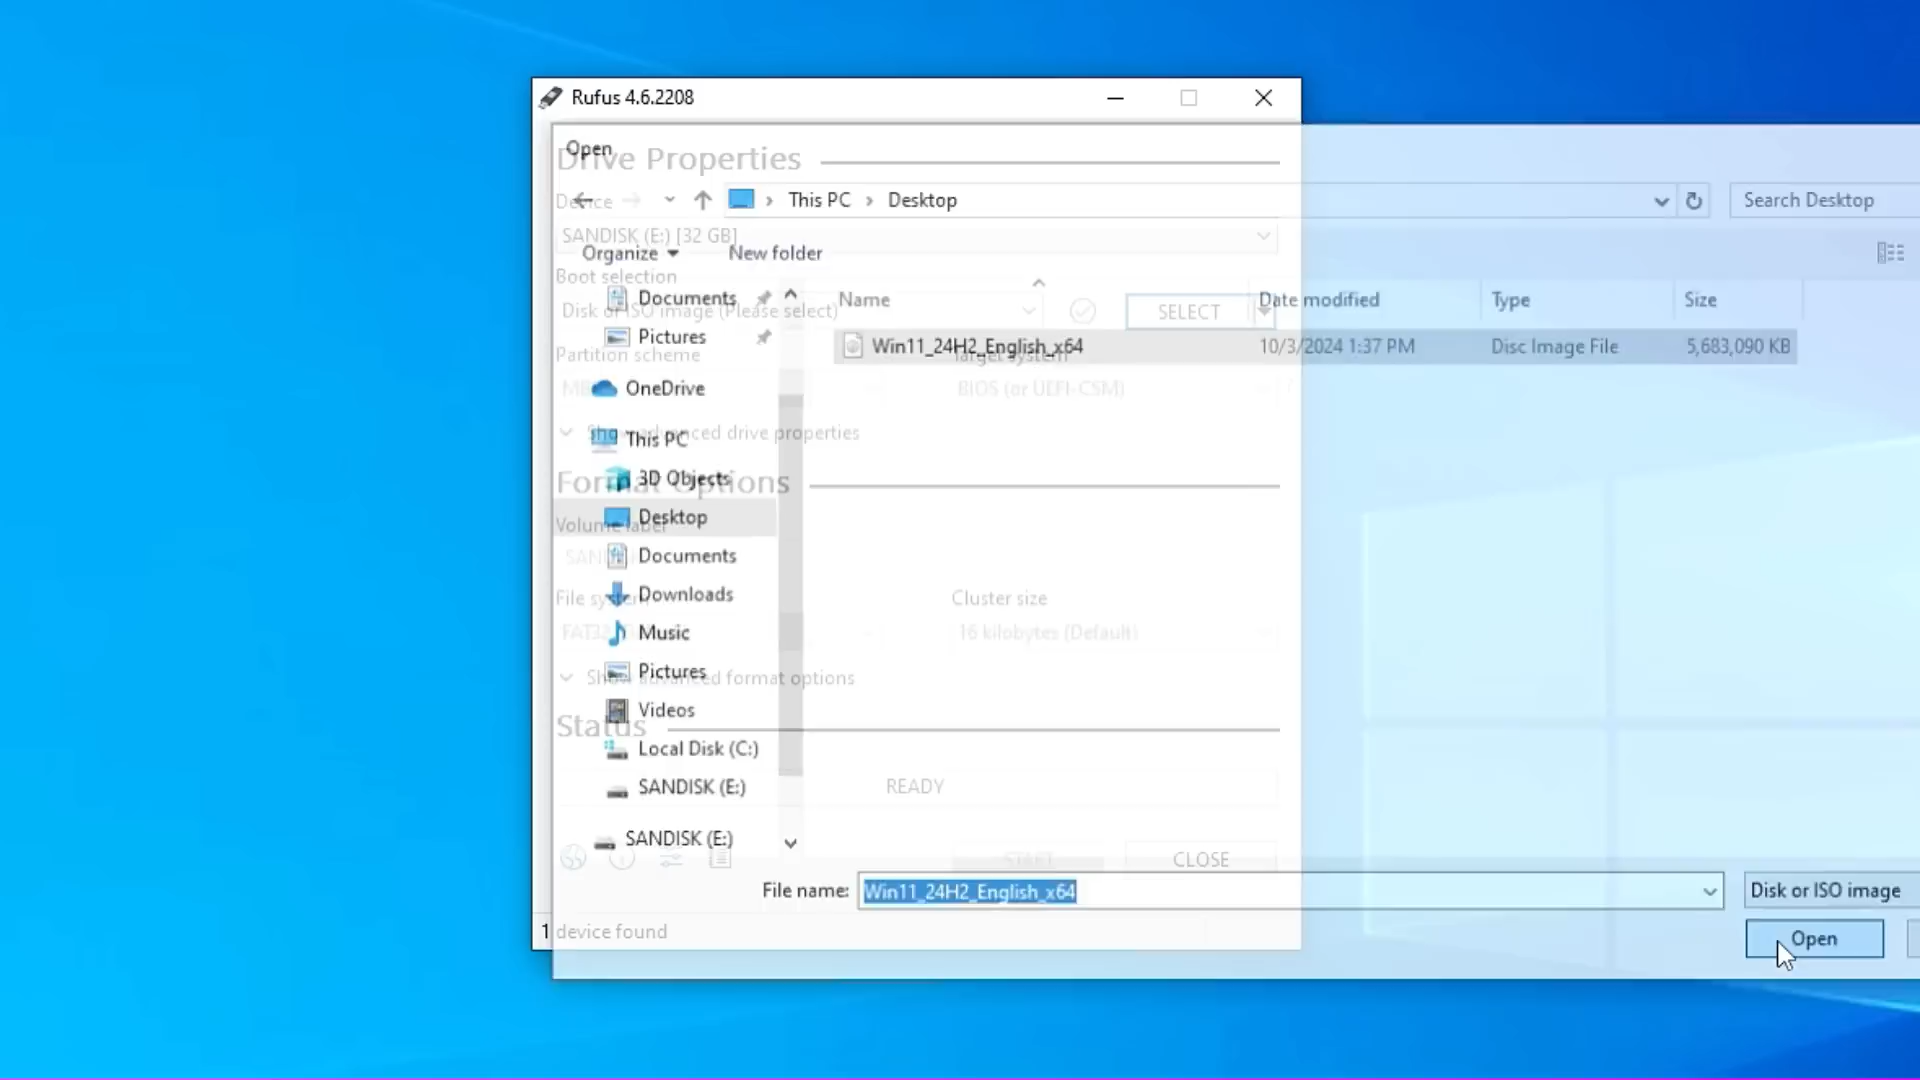 Rufus 4.6.2208
Open
Drive Properties
Device
This PC
Desktop
Search Desktop
SANDISK (E:) [32 GB]
Organize
New folder
Boot selection
Documents
Name
Date modified
Type
Size
Disk or ISO image (Please select)
SELECT
Pictures
Win11_24H2_English_x64
10/3/2024 1:37 PM
Disc Image File
5,683,090 KB
Partition scheme
Target system
OneDrive
BIOS (or UEFI-CSM)
This PC
Show advanced drive properties
3D Objects
Format Options
Desktop
Volume label
Documents
Downloads
File system
Cluster size
Music
FAT32
16 kilobytes (Default)
Pictures
Show advanced format options
Videos
Status
Local Disk (C:)
SANDISK (E:)
READY
SANDISK (E:)
START
CLOSE
File name:
Win11_24H2_English_x64
Disk or ISO image
1 device found
Open